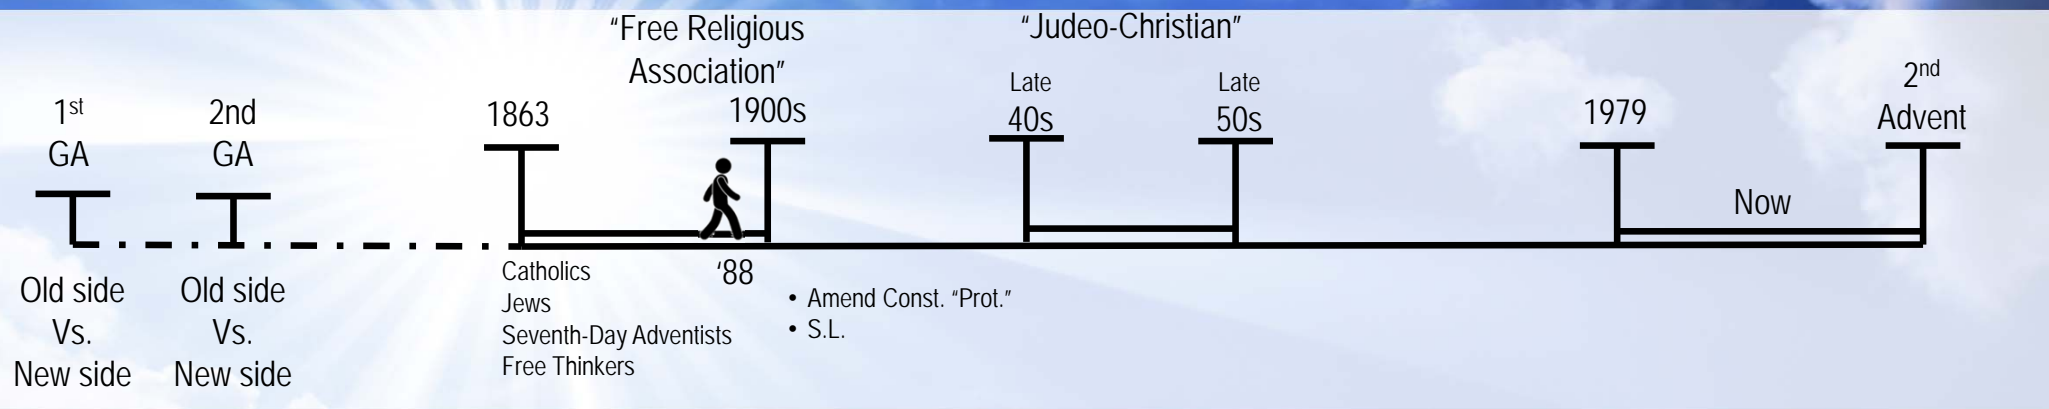 "Free Religious
Association"
"Judeo-Christian"
1st
GA
2nd
GA
1863
1900s
Late
40s
Late
50s
1979
2nd
Advent
Now
Old side
Vs.
New side
Old side
Vs.
New side
Catholics
Jews
Seventh-Day Adventists
Free Thinkers
'88
• Amend Const. "Prot."
• S.L.